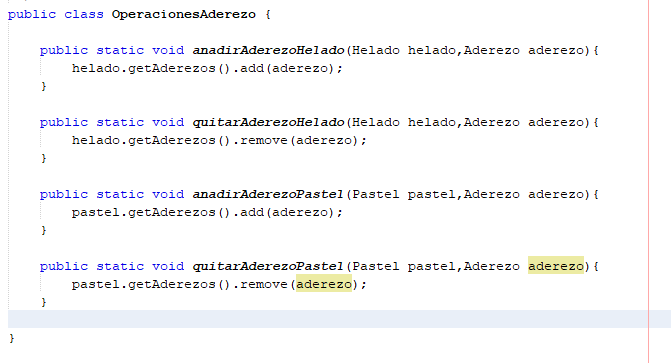 public class OperacionesAderezo {
public static void anadirAderezoHelado(Helado helado,Aderezo aderezo){
helado.getAderezos().add(aderezo);
}
public static void quitarAderezoHelado(Helado helado,Aderezo aderezo){
helado.getAderezos().remove(aderezo);
}
public static void anadirAderezoPastel(Pastel pastel,Aderezo aderezo){
pastel.getAderezos().add(aderezo);
}
public static void quitarAderezoPastel(Pastel pastel,Aderezo aderezo){
pastel.getAderezos().remove(aderezo);
}
}